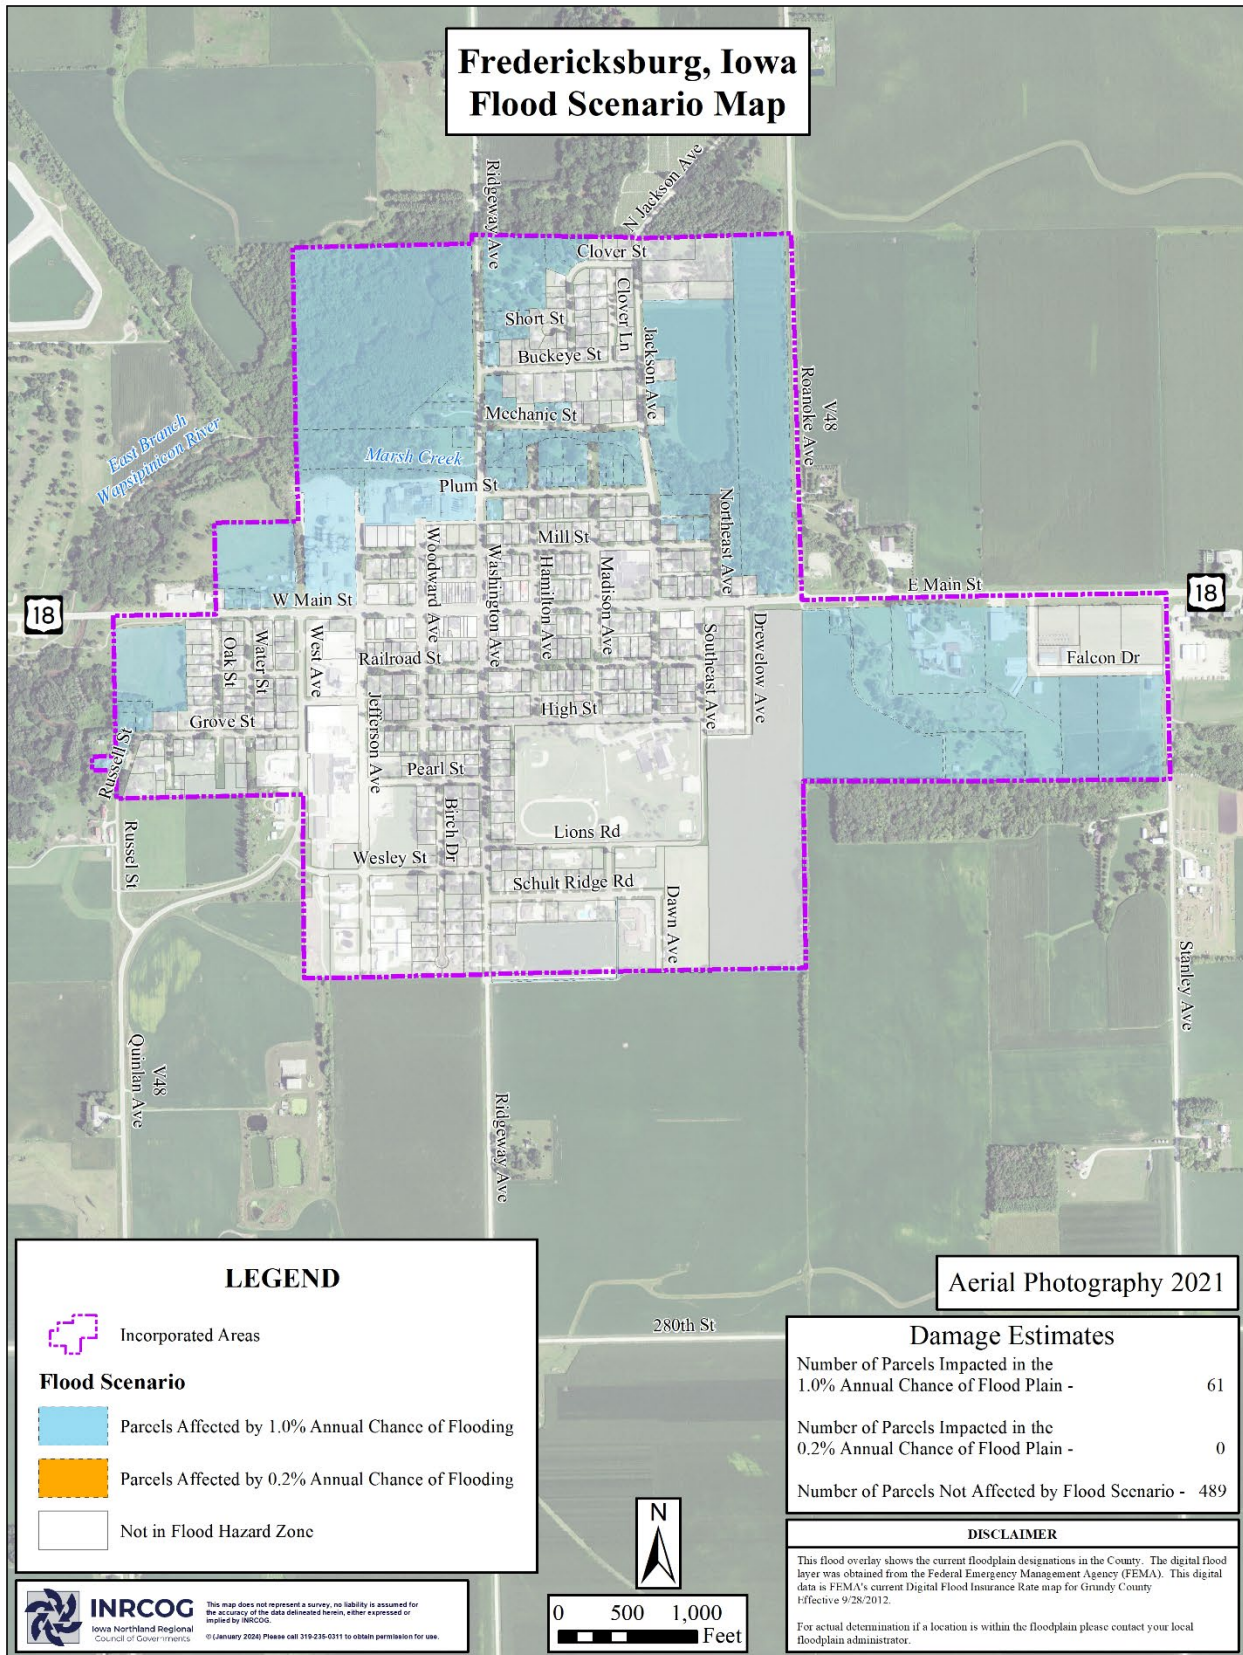 Fredericksburg, Iowa
Flood Scenario Map
N Jackson Ave
Ridgeway Ave
Clover St
Clover Ln
Short St
Buckeye St
Jackson Ave
Mechanic St
V48
Roanoke Ave
East Branch
Wapsipinicon River
Marsh Creek
Plum St
Northeast Ave
Mill St
Woodward Ave
Washington Ave
Hamilton Ave
Madison Ave
E Main St
18
18
W Main St
Oak St
Water St
West Ave
Railroad St
Southeast Ave
Drewelow Ave
Falcon Dr
Grove St
Jefferson Ave
High St
Russell St
Pearl St
Birch Dr
Lions Rd
Russel St
Wesley St
Schult Ridge Rd
Dawn Ave
Stanley Ave
Quinlan Ave
V48
Ridgeway Ave
280th St
LEGEND
Incorporated Areas
Flood Scenario
Parcels Affected by 1.0% Annual Chance of Flooding
Parcels Affected by 0.2% Annual Chance of Flooding
Not in Flood Hazard Zone
Aerial Photography 2021
Damage Estimates
Number of Parcels Impacted in the
1.0% Annual Chance of Flood Plain - 61
Number of Parcels Impacted in the
0.2% Annual Chance of Flood Plain - 0
Number of Parcels Not Affected by Flood Scenario - 489
DISCLAIMER
This flood overlay shows the current floodplain designations in the County. The digital flood
layer was obtained from the Federal Emergency Management Agency (FEMA). This digital
data is FEMA's current Digital Flood Insurance Rate map for Grundy County
Effective 9/28/2012.
For actual determination if a location is within the floodplain please contact your local
floodplain administrator.
N
0 500 1,000
Feet
INRCOG
Iowa Northland Regional
Council of Governments
This map does not represent a survey, no liability is assumed for
the accuracy of the data delineated herein, either expressed or
implied by INRCOG.
© (January 2024) Please call 319-235-0311 to obtain permission for use.